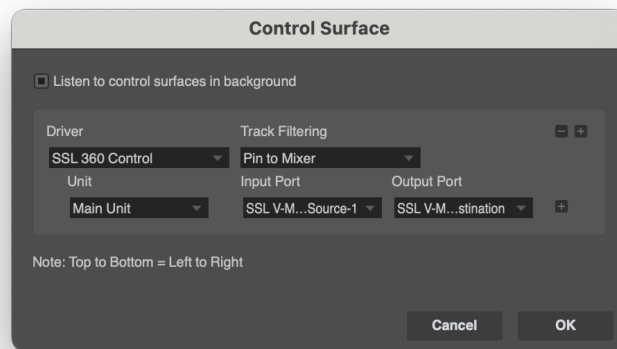 Control Surface
Listen to control surfaces in background
Driver Track Filtering
SSL 360 Control Pin to Mixer
Unit Input Port Output Port
Main Unit SSL V-M...Source-1 SSL V-M...stination
Note: Top to Bottom = Left to Right
Cancel OK